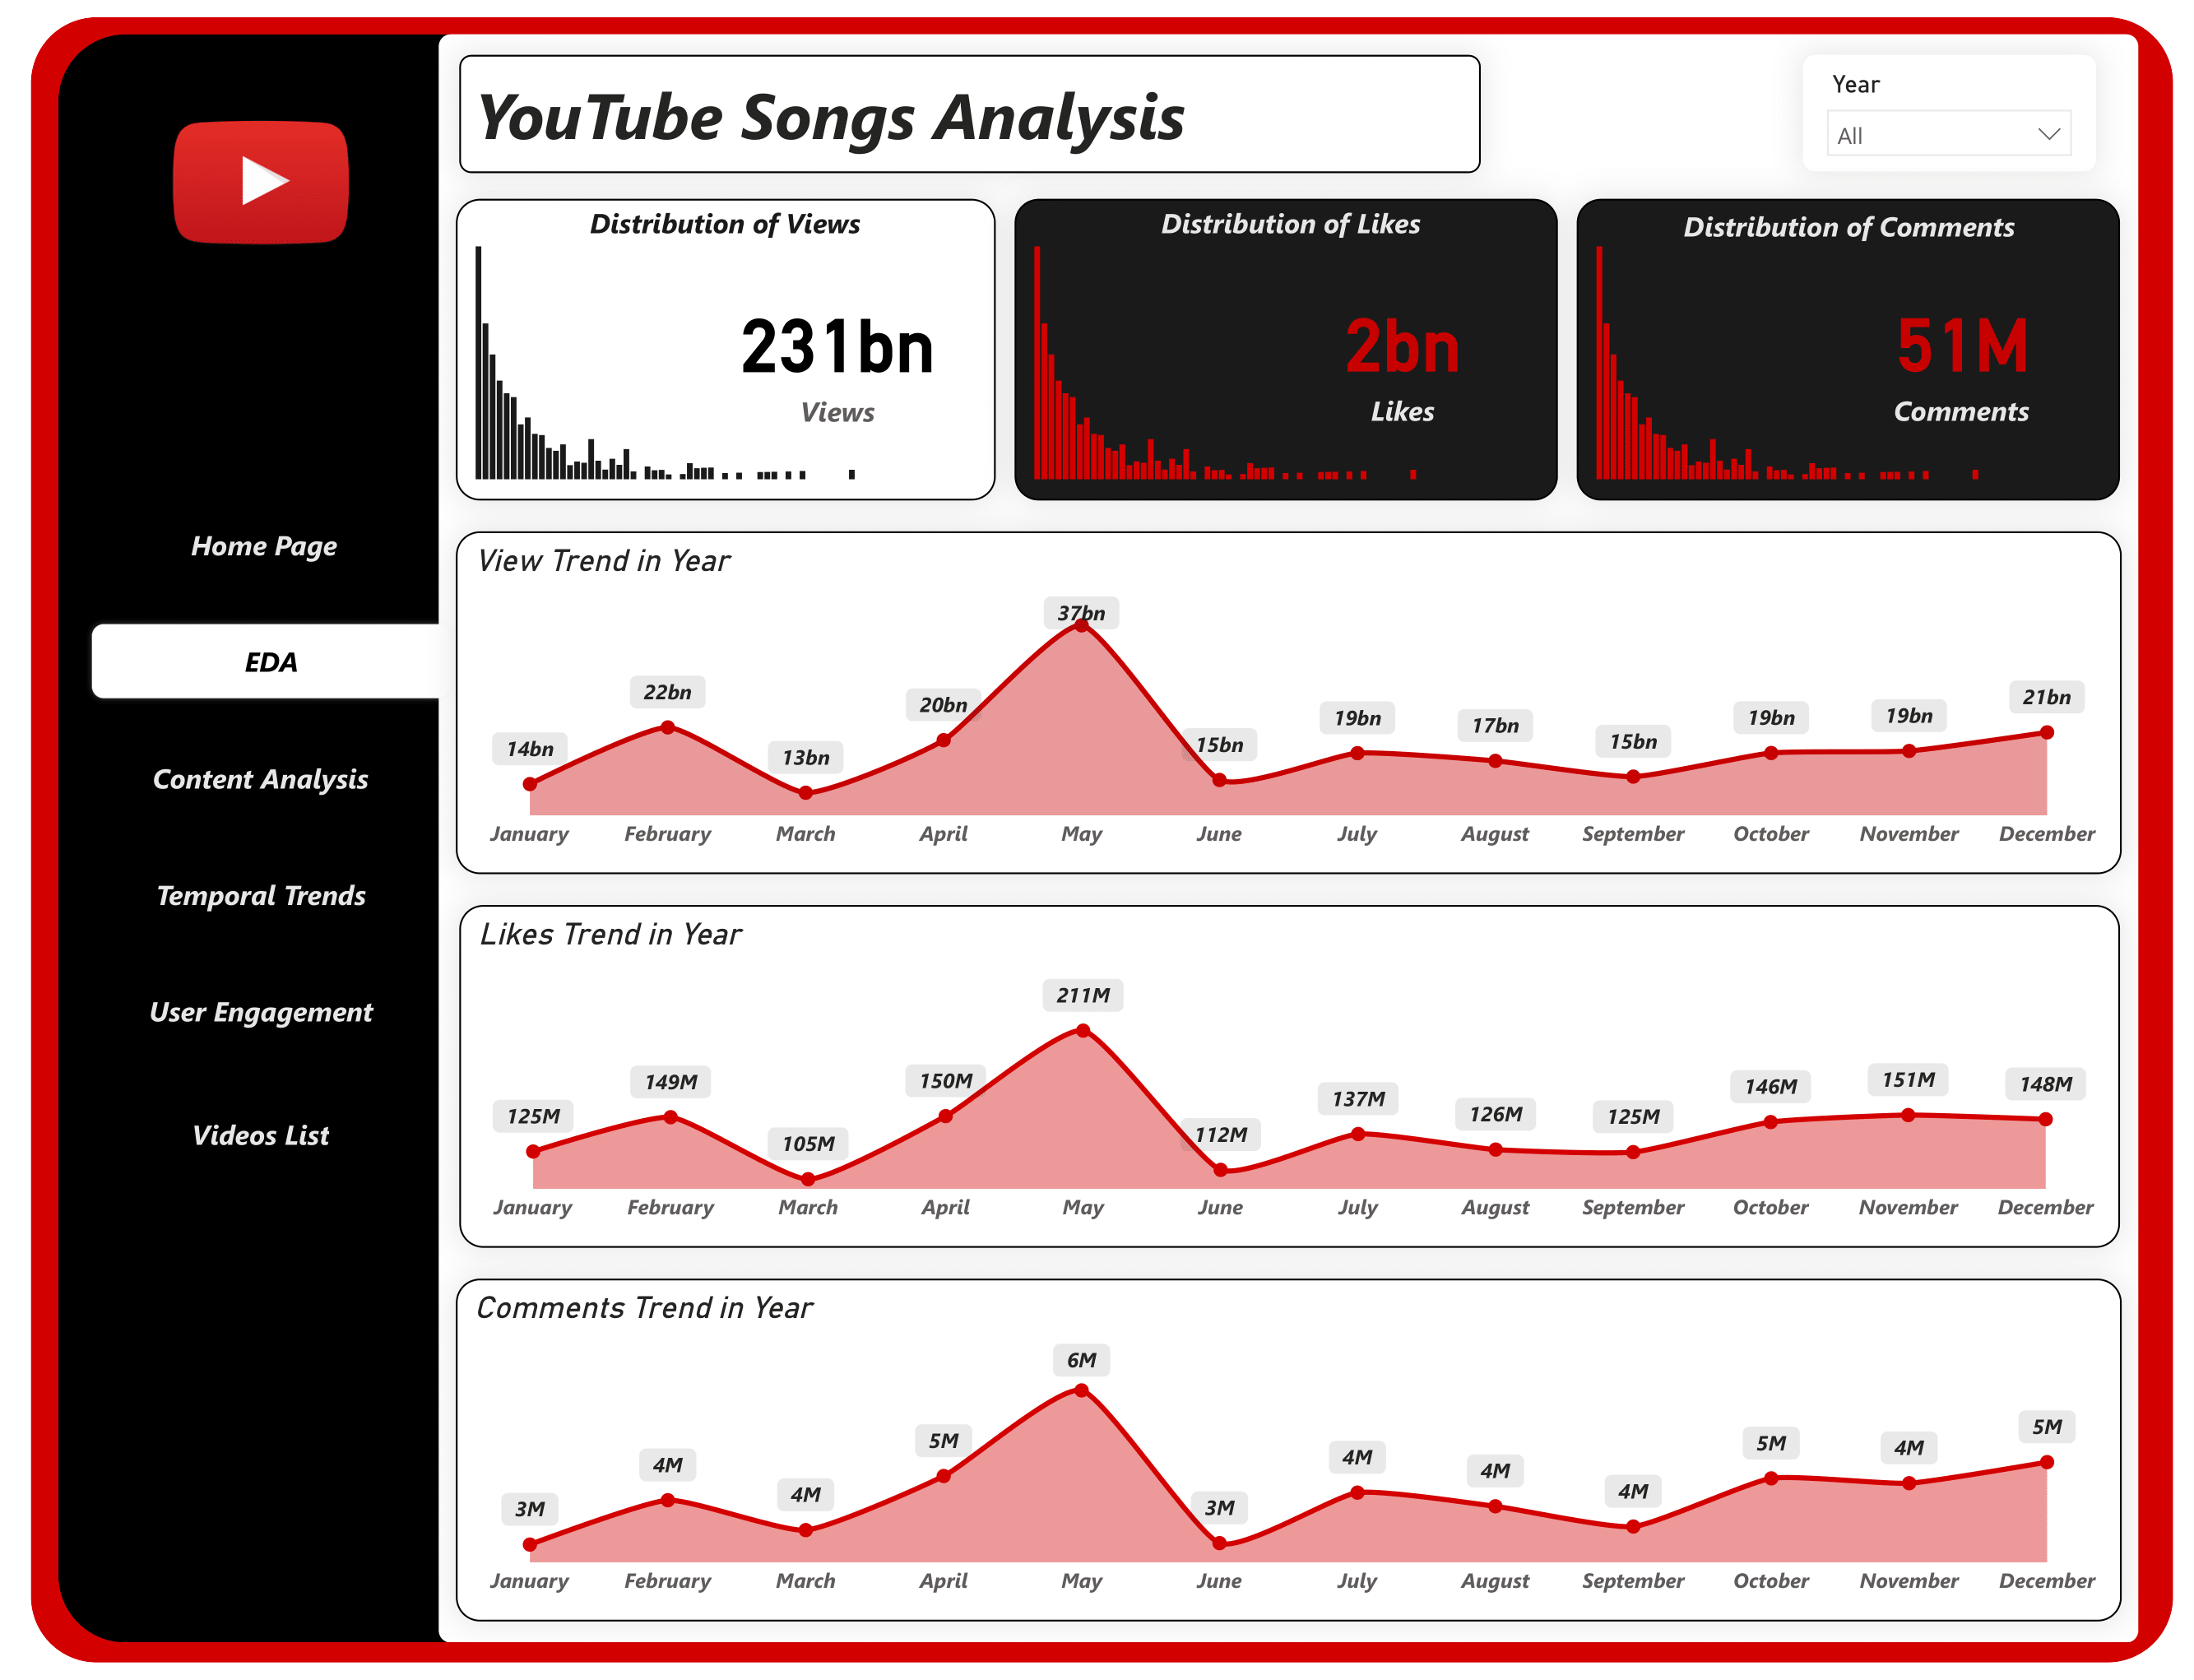 YouTube Songs Analysis
Year
All
Distribution of Views
231bn
Views
Distribution of Likes
2bn
Likes
Distribution of Comments
51M
Comments
Home Page
EDA
Content Analysis
Temporal Trends
User Engagement
Videos List
View Trend in Year
14bn 22bn 13bn 20bn 37bn 15bn 19bn 17bn 15bn 19bn 19bn 21bn
January February March April May June July August September October November December
Likes Trend in Year
125M 149M 105M 150M 211M 112M 137M 126M 125M 146M 151M 148M
January February March April May June July August September October November December
Comments Trend in Year
3M 4M 4M 5M 6M 3M 4M 4M 4M 5M 4M 5M
January February March April May June July August September October November December